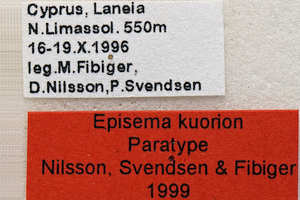 Cyprus, Laneia
N.Limassol. 550m
16-19.X.1996
leg.M.Fibiger,
D.Nilsson,P.Svendsen
Episema kuorion
Paratype
Nilsson, Svendsen & Fibiger
1999